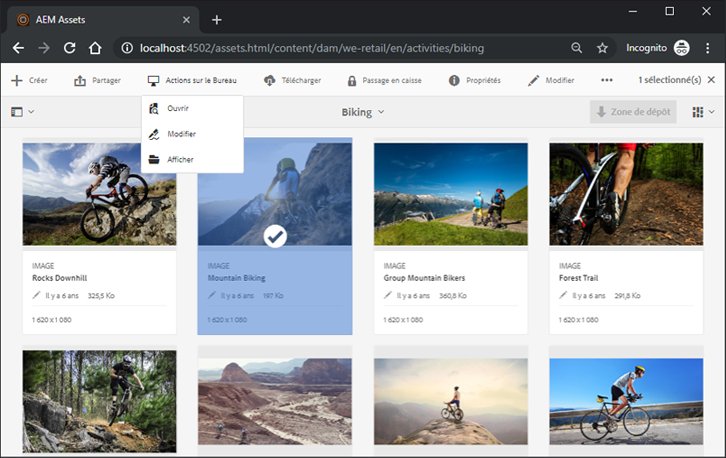 AEM Assets
localhost:4502/assets.html/content/dam/we-retail/en/activities/biking
Incognito
Créer
Partager
Actions sur le Bureau
Télécharger
Passage en caisse
Propriétés
Modifier
1 sélectionné(s)
Ouvrir
Modifier
Afficher
Biking
Zone de dépôt
IMAGE
Rocks Downhill
Il y a 6 ans 325,5 Ko
1 620 x 1 080
IMAGE
Mountain Biking
Il y a 6 ans 197 Ko
1 620 x 1 080
IMAGE
Group Mountain Bikers
Il y a 6 ans 360,8 Ko
1 620 x 1 080
IMAGE
Forest Trail
Il y a 6 ans 291,8 Ko
1 620 x 1 080